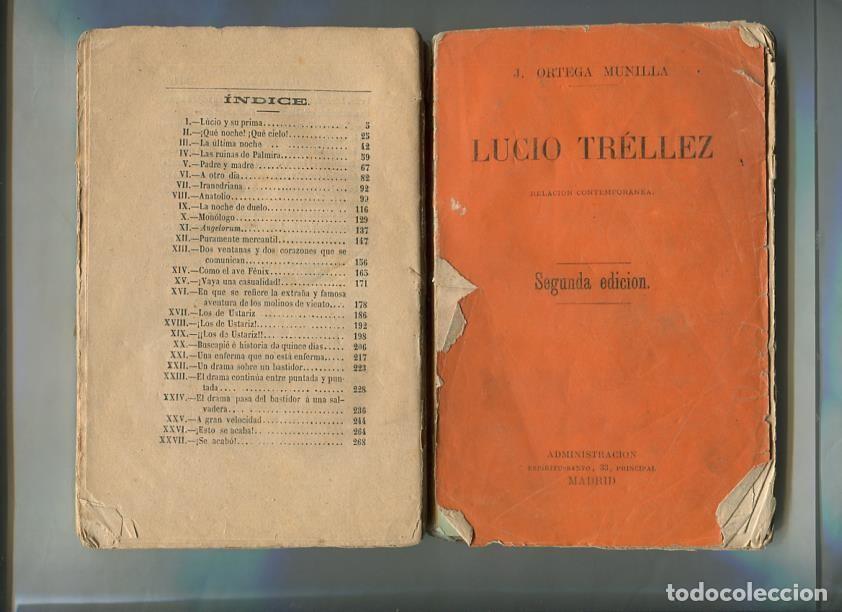 ÍNDICE.
I.—Lucio y su prima................ 5
II.—¡Qué noche! ¡Qué cielo!............. 25
III.—La última noche .. ............. 42
IV.—Las ruinas de Palmira.............. 59
V.—Padre y madre.................. 67
VI.—A otro dia.................... 82
VII.—Iranedriana................... 92
VIII.—Anatolio .................... 99
IX.—La noche de duelo............... 116
X.—Monólogo.................... 129
XI.—Angelorum................... 137
XII.—Puramente mercantil.............. 147
XIII.—Dos ventanas y dos corazones que se
comunican.................... 156
XIV.—Como el ave Fénix............... 165
XV.—¡Vaya una casualidad!............. 171
XVI.—En que se refiere la extraña y famosa
aventura de los molinos de viento...... 178
XVII.—Los de Ustariz ................ 186
XVIII.—¡Los de Ustariz!................ 192
XIX.—¡¡Los de Ustariz!!............... 198
XX.—Buscapié é historia de quince dias..... 206
XXI.—Una enferma que no está enferma.... 217
XXII.—Un drama sobre un bastidor......... 223
XXIII.—El drama continúa entre puntada y pun-
tada........................ 228
XXIV.—El drama pasa del bastidor á una sal-
vadera...................... 236
XXV.—A gran velocidad ............... 244
XXVI.—¡Esto se acaba!................ 264
XXVII.—¡Se acabó!................... 268
J. ORTEGA MUNILLA
LUCIO TRÉLLEZ
RELACION CONTEMPORÁNEA.
Segunda edicion.
ADMINISTRACION
ESPÍRITU-SANTO, 33, PRINCIPAL
MADRID
todocoleccion